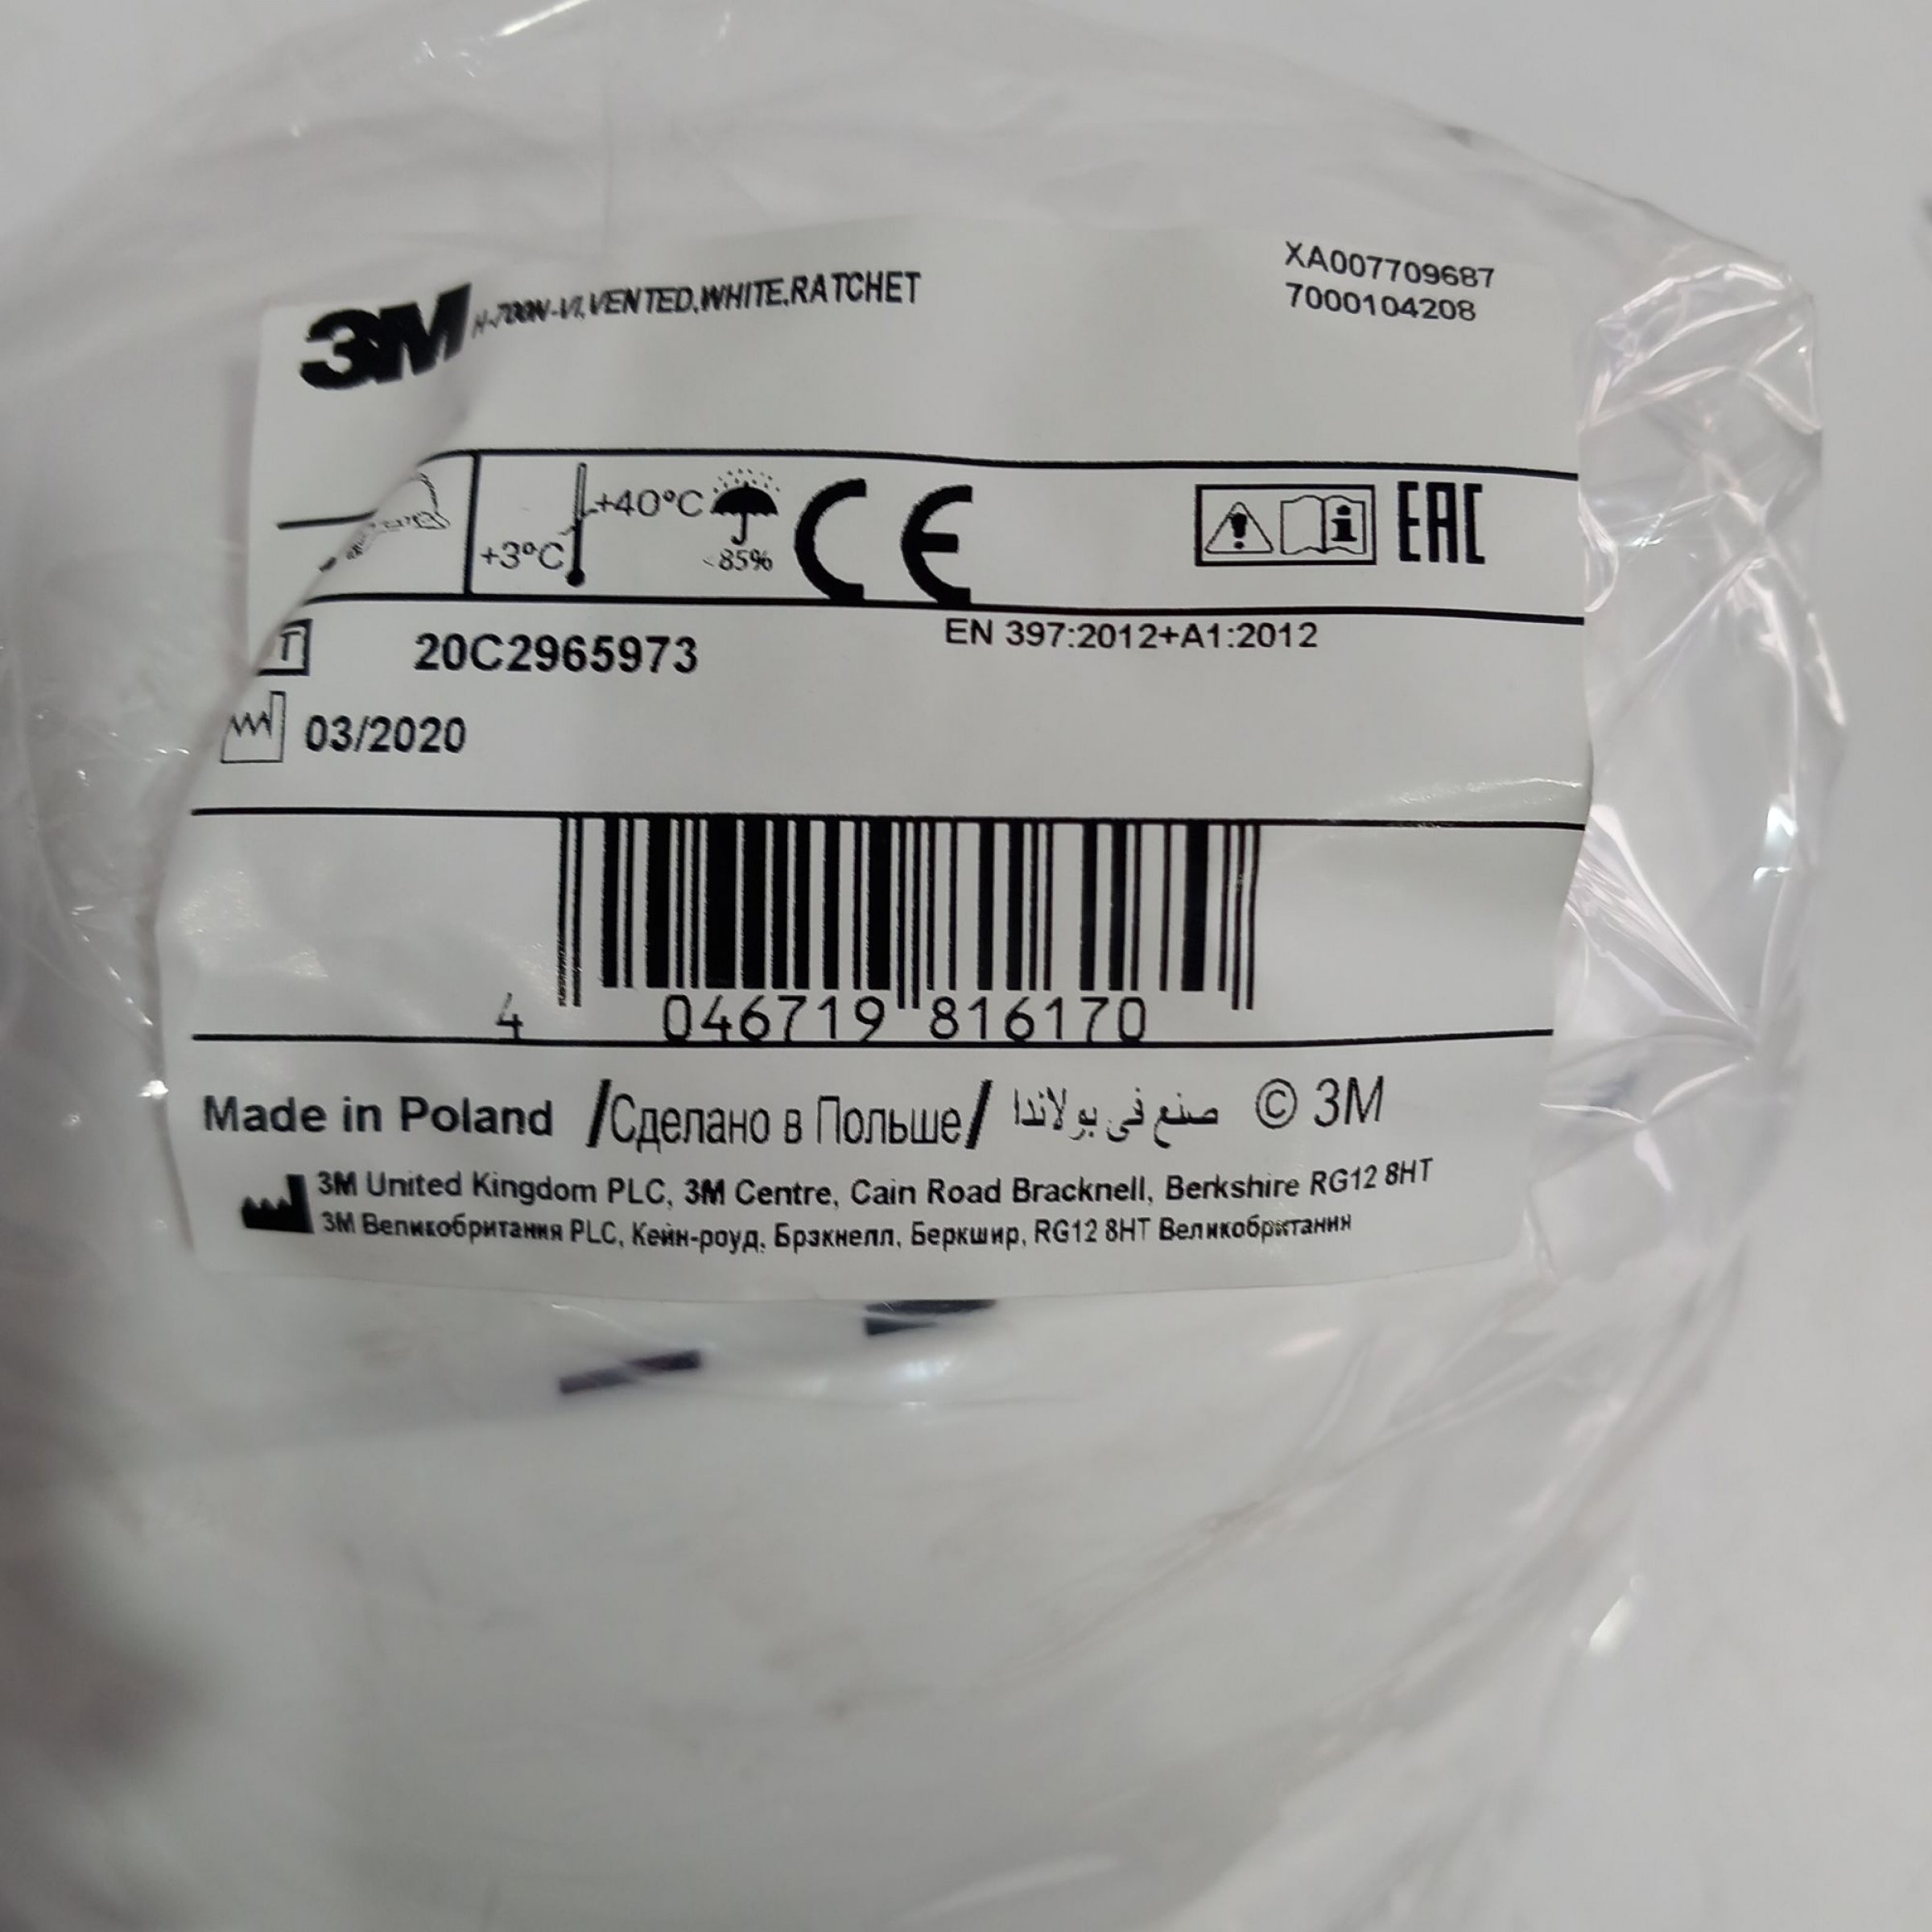 3M H-700N-VI,VENTED,WHITE,RATCHET
XA007709687
7000104208
+40°C
+3°C
<85%
CE
EAC
20C2965973
EN 397:2012+A1:2012
03/2020
4 046719 816170
Made in Poland /Сделано в Польше/ صنع في بولاندا © 3M
3M United Kingdom PLC, 3M Centre, Cain Road Bracknell, Berkshire RG12 8HT
3M Великобритания PLC, Кейн-роуд, Брэкнелл, Беркшир, RG12 8HT Великобритания